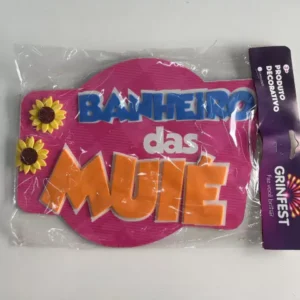 BANHEIRO
das
MUIÉ
PRODUTO
DECORATIVO
GRINFEST